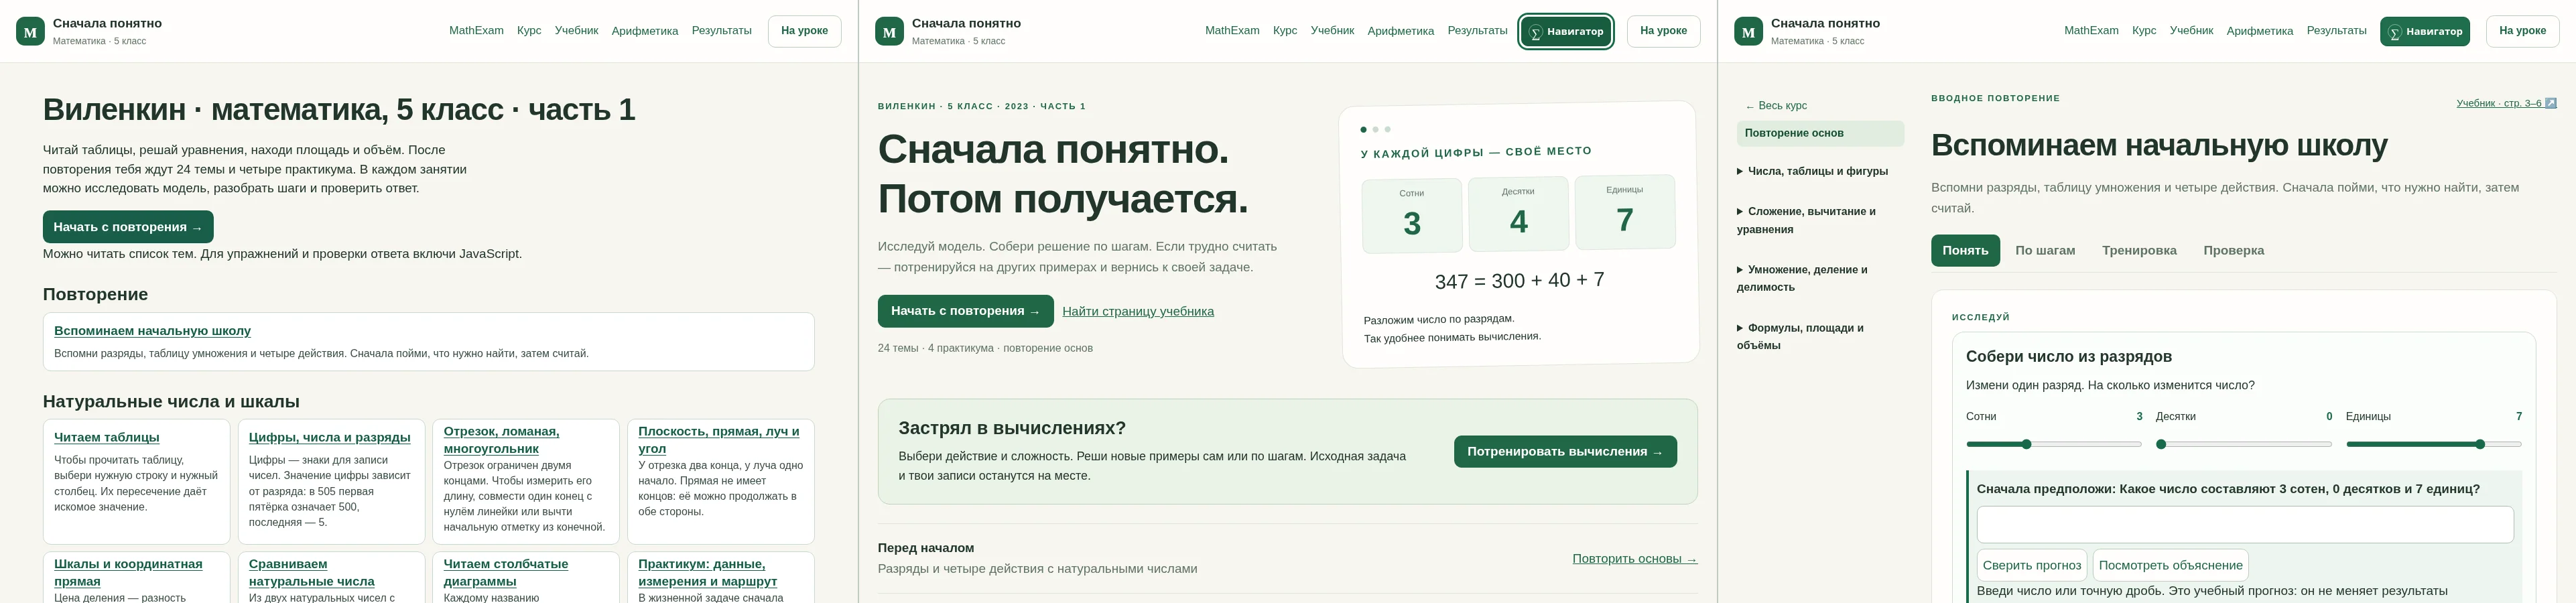 M
Сначала понятно
Математика · 5 класс
MathExam Курс Учебник Арифметика Результаты На уроке
Виленкин · математика, 5 класс · часть 1
Читай таблицы, решай уравнения, находи площадь и объём. После
повторения тебя ждут 24 темы и четыре практикума. В каждом занятии
можно исследовать модель, разобрать шаги и проверить ответ.
Начать с повторения →
Можно читать список тем. Для упражнений и проверки ответа включи JavaScript.
Повторение
Вспоминаем начальную школу
Вспомни разряды, таблицу умножения и четыре действия. Сначала пойми, что нужно найти, затем считай.
Натуральные числа и шкалы
Читаем таблицы
Чтобы прочитать таблицу,
выбери нужную строку и нужный
столбец. Их пересечение даёт
искомое значение.
Цифры, числа и разряды
Цифры — знаки для записи
чисел. Значение цифры зависит
от разряда: в 505 первая
пятёрка означает 500,
последняя — 5.
Отрезок, ломаная,
многоугольник
Отрезок ограничен двумя
концами. Чтобы измерить его
длину, совмести один конец с
нулём линейки или вычти
начальную отметку из конечной.
Плоскость, прямая, луч и
угол
У отрезка два конца, у луча одно
начало. Прямая не имеет
концов: её можно продолжать в
обе стороны.
Шкалы и координатная
прямая
Цена деления — разность
Сравниваем
натуральные числа
Из двух натуральных чисел с
Читаем столбчатые
диаграммы
Каждому названию
Практикум: данные,
измерения и маршрут
В жизненной задаче сначала
M
Сначала понятно
Математика · 5 класс
MathExam Курс Учебник Арифметика Результаты ∑ Навигатор На уроке
ВИЛЕНКИН · 5 КЛАСС · 2023 · ЧАСТЬ 1
Сначала понятно.
Потом получается.
Исследуй модель. Собери решение по шагам. Если трудно считать
— потренируйся на других примерах и вернись к своей задаче.
Начать с повторения → Найти страницу учебника
24 темы · 4 практикума · повторение основ
У КАЖДОЙ ЦИФРЫ — СВОЁ МЕСТО
Сотни Десятки Единицы
3 4 7
347 = 300 + 40 + 7
Разложим число по разрядам.
Так удобнее понимать вычисления.
Застрял в вычислениях?
Выбери действие и сложность. Реши новые примеры сам или по шагам. Исходная задача
и твои записи останутся на месте.
Потренировать вычисления →
Перед началом
Разряды и четыре действия с натуральными числами
Повторить основы →
M
Сначала понятно
Математика · 5 класс
MathExam Курс Учебник Арифметика Результаты ∑ Навигатор На уроке
← Весь курс
Повторение основ
▶ Числа, таблицы и фигуры
▶ Сложение, вычитание и
уравнения
▶ Умножение, деление и
делимость
▶ Формулы, площади и
объёмы
ВВОДНОЕ ПОВТОРЕНИЕ
Учебник · стр. 3–6 ↗
Вспоминаем начальную школу
Вспомни разряды, таблицу умножения и четыре действия. Сначала пойми, что нужно найти, затем
считай.
Понять По шагам Тренировка Проверка
ИССЛЕДУЙ
Собери число из разрядов
Измени один разряд. На сколько изменится число?
Сотни 3 Десятки 0 Единицы 7
Сначала предположи: Какое число составляют 3 сотен, 0 десятков и 7 единиц?
Сверить прогноз Посмотреть объяснение
Введи число или точную дробь. Это учебный прогноз: он не меняет результаты